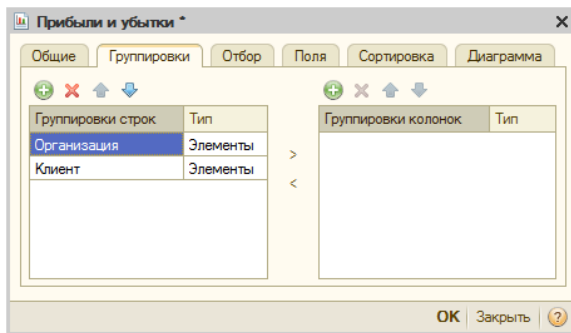 Прибыли и убытки *
Общие Группировки Отбор Поля Сортировка Диаграмма
Группировки строк Тип Группировки колонок Тип
Организация Элементы
Клиент Элементы
>
<
OK Закрыть ?